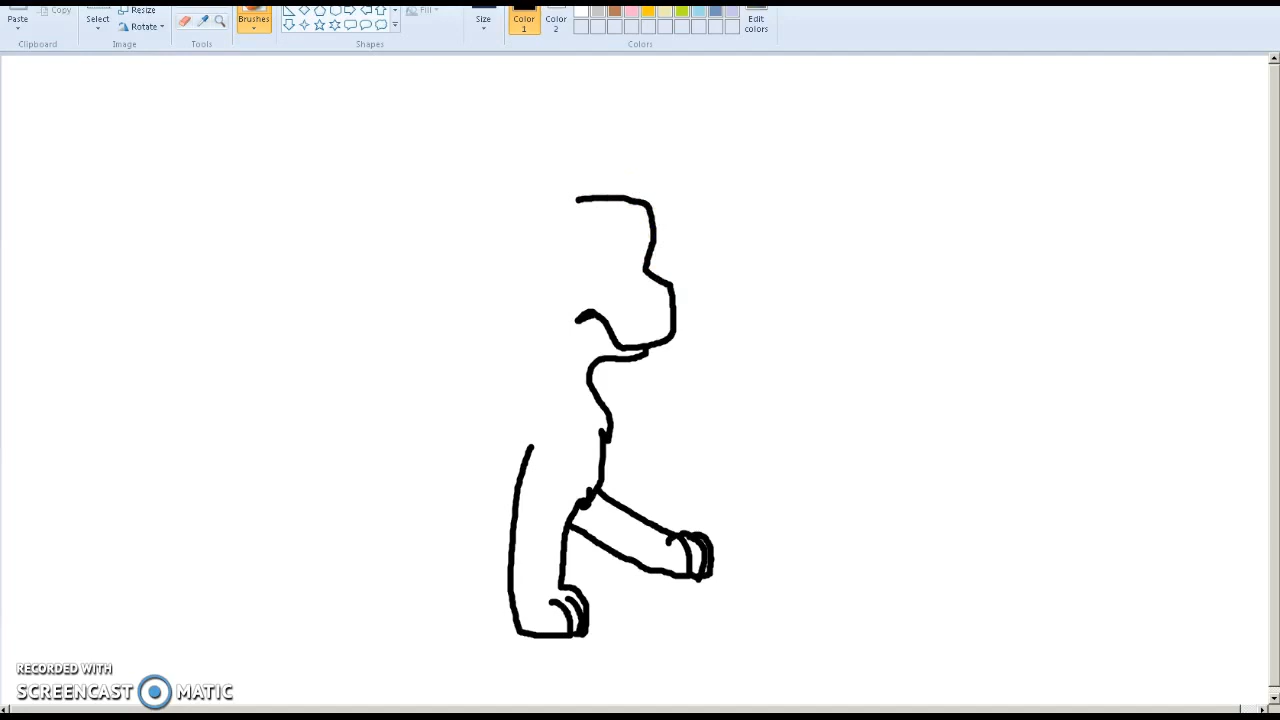 Paste
Copy
Select
Resize
Rotate
Brushes
Fill
Size
Color
1
Color
2
Edit
colors
Clipboard
Image
Tools
Shapes
Colors
RECORDED WITH
SCREENCAST MATIC